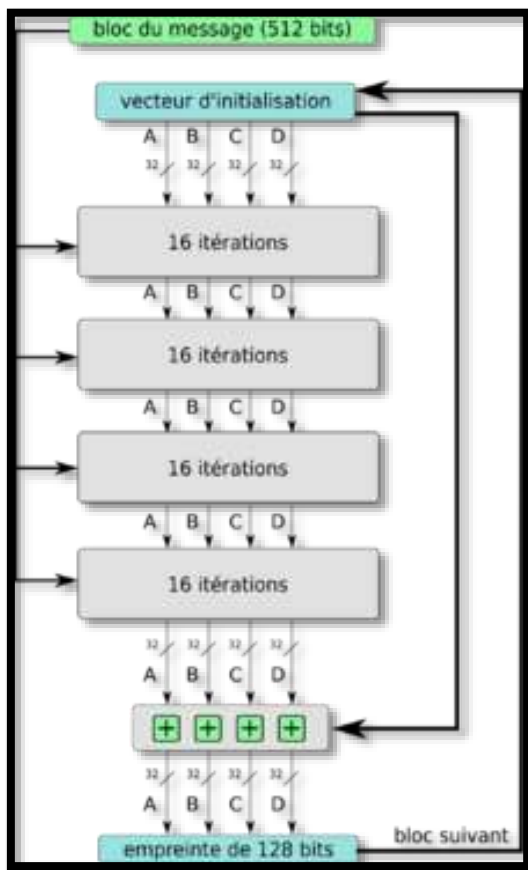 bloc du message (512 bits)
vecteur d'initialisation
A B C D
32 32 32 32
16 itérations
A B C D
16 itérations
A B C D
16 itérations
A B C D
16 itérations
32 32 32 32
A B C D
+ + + +
32 32 32 32
A B C D
bloc suivant
empreinte de 128 bits